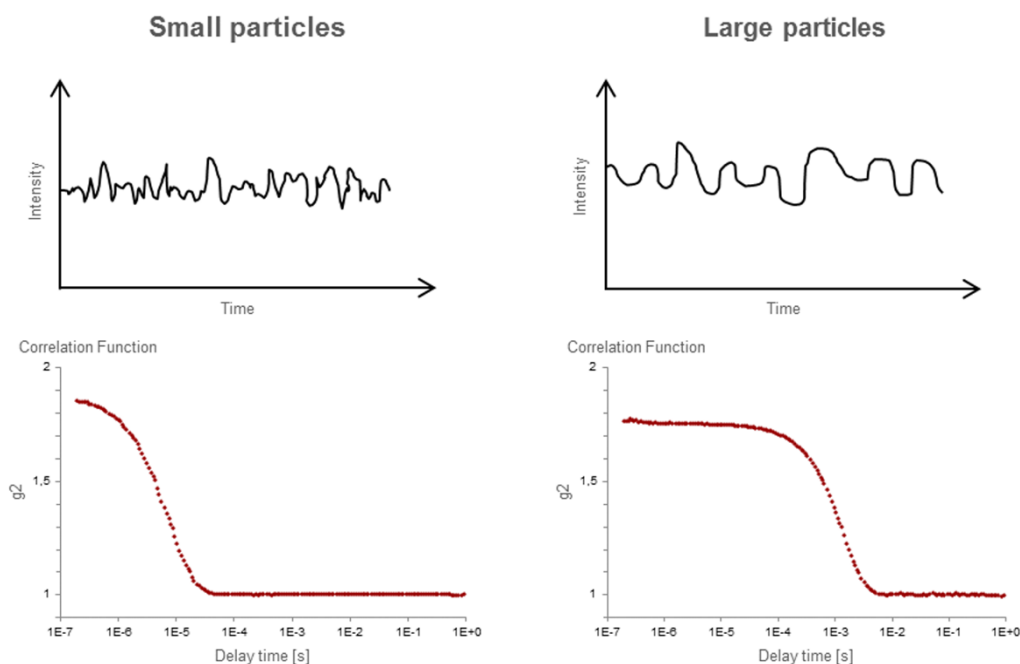 Small particles
Large particles
Intensity
Time
Intensity
Time
Correlation Function
2
1.5
1
g2
1E-7 1E-6 1E-5 1E-4 1E-3 1E-2 1E-1 1E+0
Delay time [s]
Correlation Function
2
1.5
1
g2
1E-7 1E-6 1E-5 1E-4 1E-3 1E-2 1E-1 1E+0
Delay time [s]